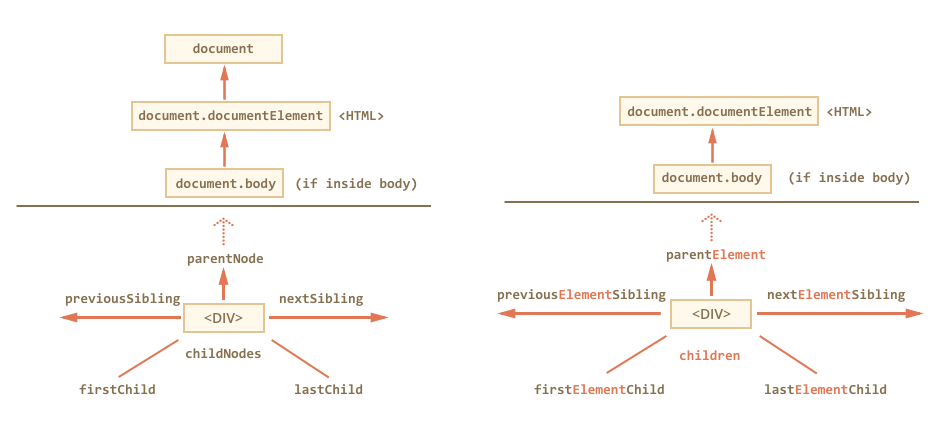 document
document.documentElement <HTML>
document.body (if inside body)
parentNode
previousSibling nextSibling
<DIV>
childNodes
firstChild lastChild
document.documentElement <HTML>
document.body (if inside body)
parentElement
previousElementSibling nextElementSibling
<DIV>
children
firstElementChild lastElementChild